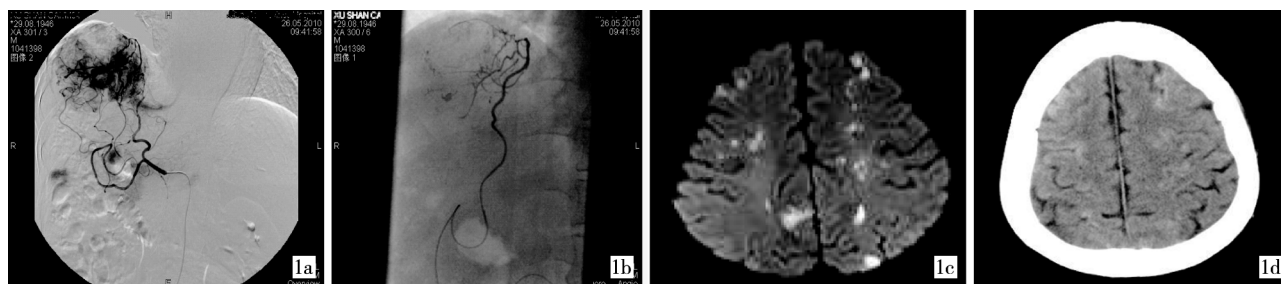 H
*29.08.1946
XA 301 / 3
M
1041398
图像 2
26.05.2010
09:41:58
R
L
1a
XU SHAN CA
*29.08.1946
XA 300 / 6
M
1041398
图像 1
26.05.2010
09:41:58
R
L
1b
1c
1d